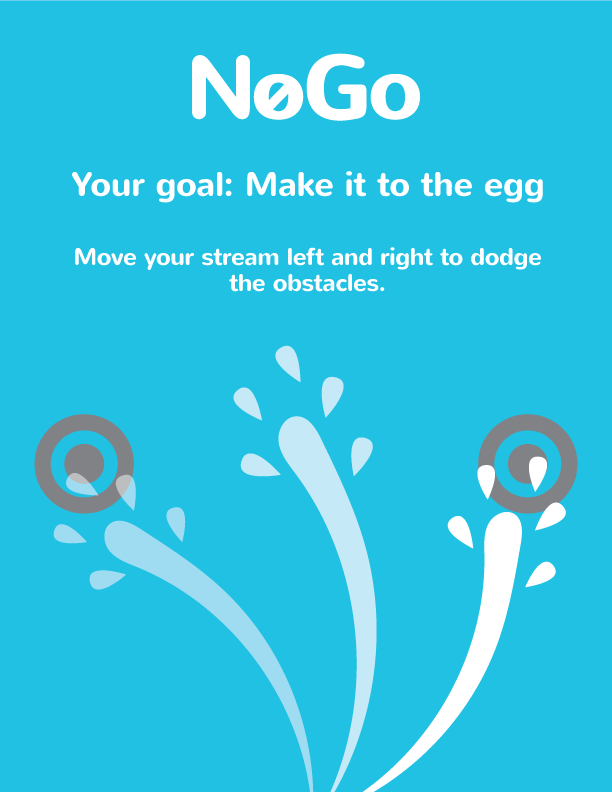 NøGo
Your goal: Make it to the egg
Move your stream left and right to dodge
the obstacles.